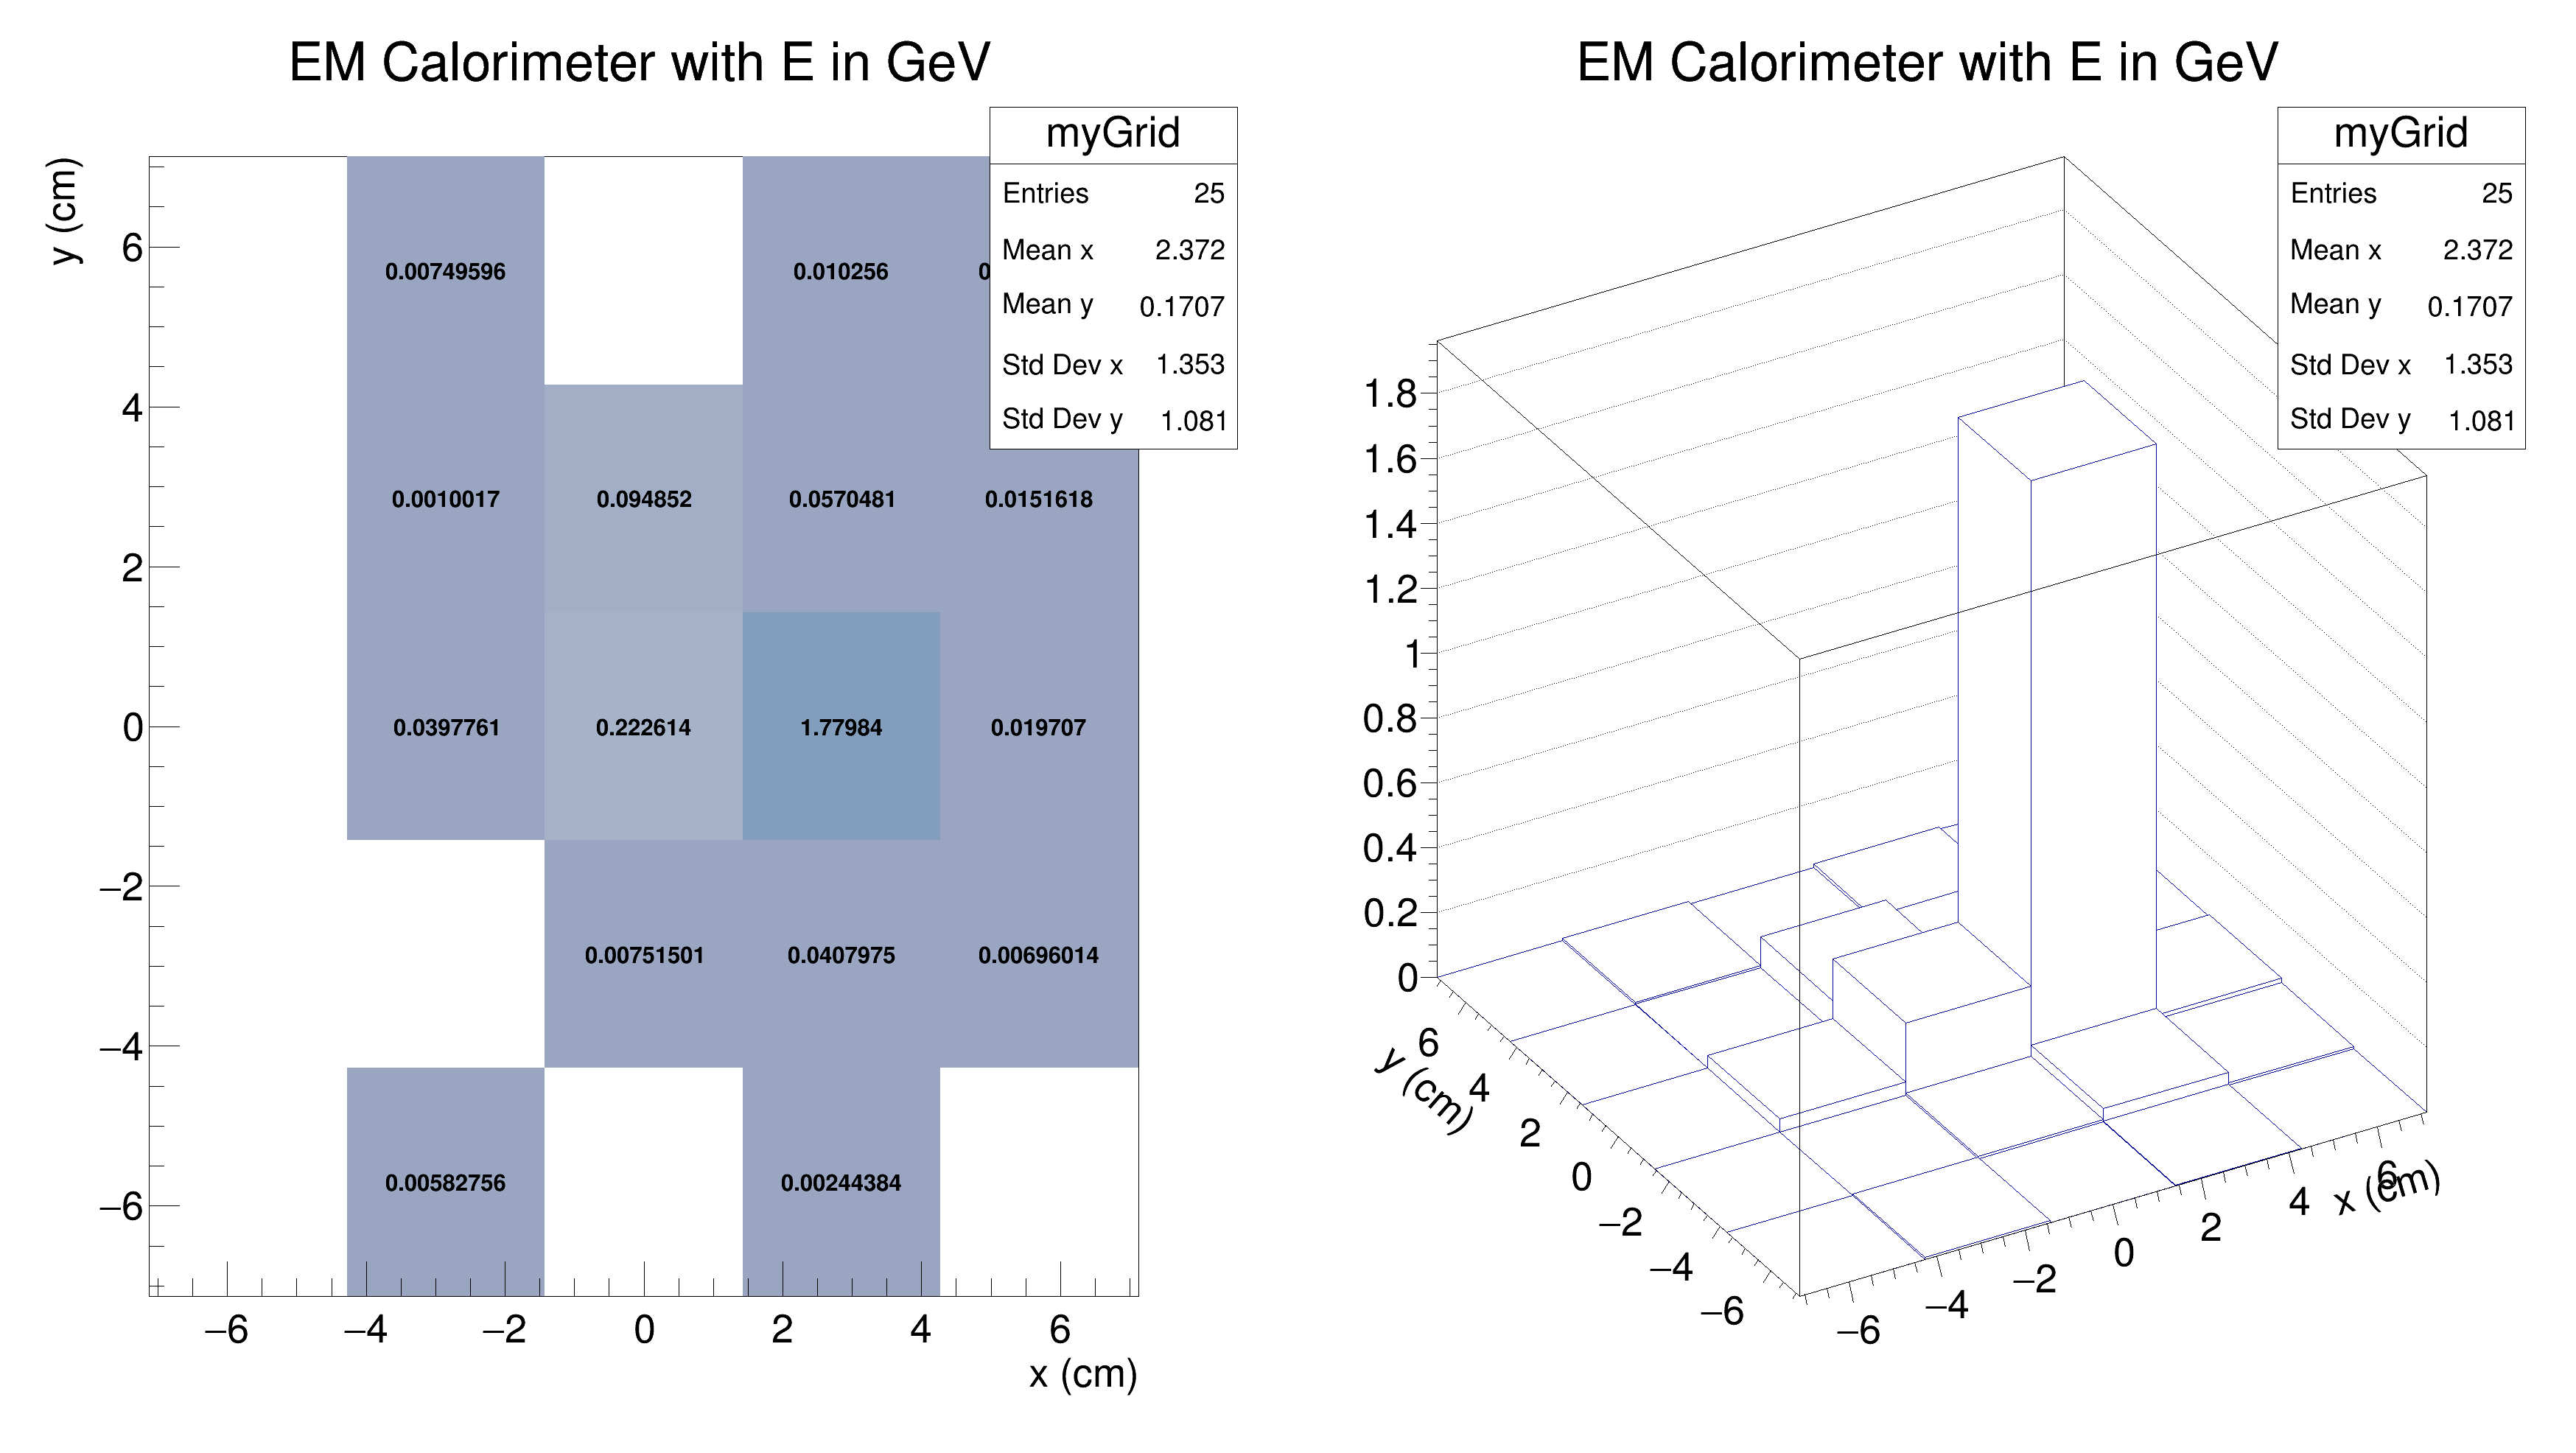 EM Calorimeter with E in GeV
myGrid
Entries 25
Mean x 2.372
Mean y 0.1707
Std Dev x 1.353
Std Dev y 1.081
y (cm)
6
4
2
0
−2
−4
−6
0.00749596 0.010256
0.0010017 0.094852 0.0570481 0.0151618
0.0397761 0.222614 1.77984 0.019707
0.00751501 0.0407975 0.00696014
0.00582756 0.00244384
−6 −4 −2 0 2 4 6
x (cm)
EM Calorimeter with E in GeV
myGrid
Entries 25
Mean x 2.372
Mean y 0.1707
Std Dev x 1.353
Std Dev y 1.081
1.8
1.6
1.4
1.2
1
0.8
0.6
0.4
0.2
0
y (cm)
6
4
2
0
−2
−4
−6
−6 −4 −2 0 2 4 6
x (cm)